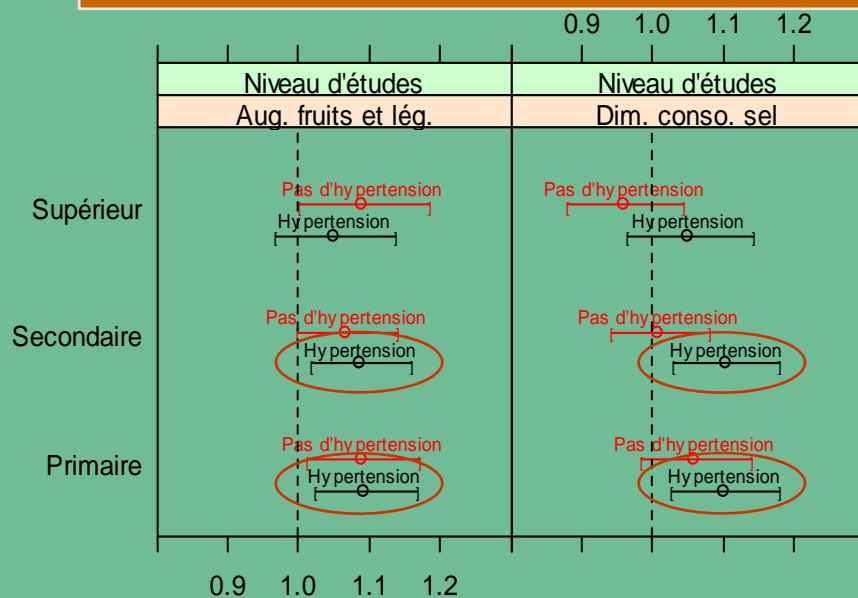 0.9 1.0 1.1 1.2
Niveau d'études Niveau d'études
Aug. fruits et lég. Dim. conso. sel
Supérieur
Pas d'hypertension Pas d'hypertension
Hypertension Hypertension
Secondaire
Pas d'hypertension Pas d'hypertension
Hypertension Hypertension
Primaire
Pas d'hypertension Pas d'hypertension
Hypertension Hypertension
0.9 1.0 1.1 1.2